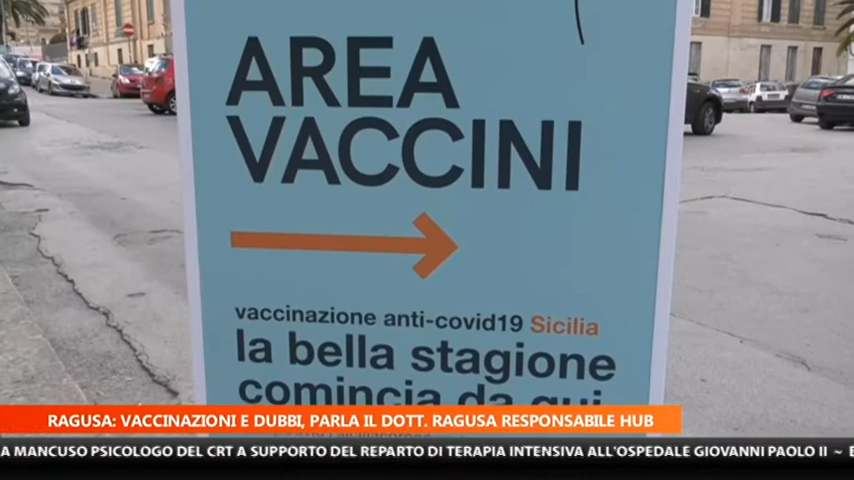 AREA
VACCINI
vaccinazione anti-covid19 Sicilia
la bella stagione
comincia da qui
RAGUSA: VACCINAZIONI E DUBBI, PARLA IL DOTT. RAGUSA RESPONSABILE HUB
A MANCUSO PSICOLOGO DEL CRT A SUPPORTO DEL REPARTO DI TERAPIA INTENSIVA ALL'OSPEDALE GIOVANNI PAOLO II ~